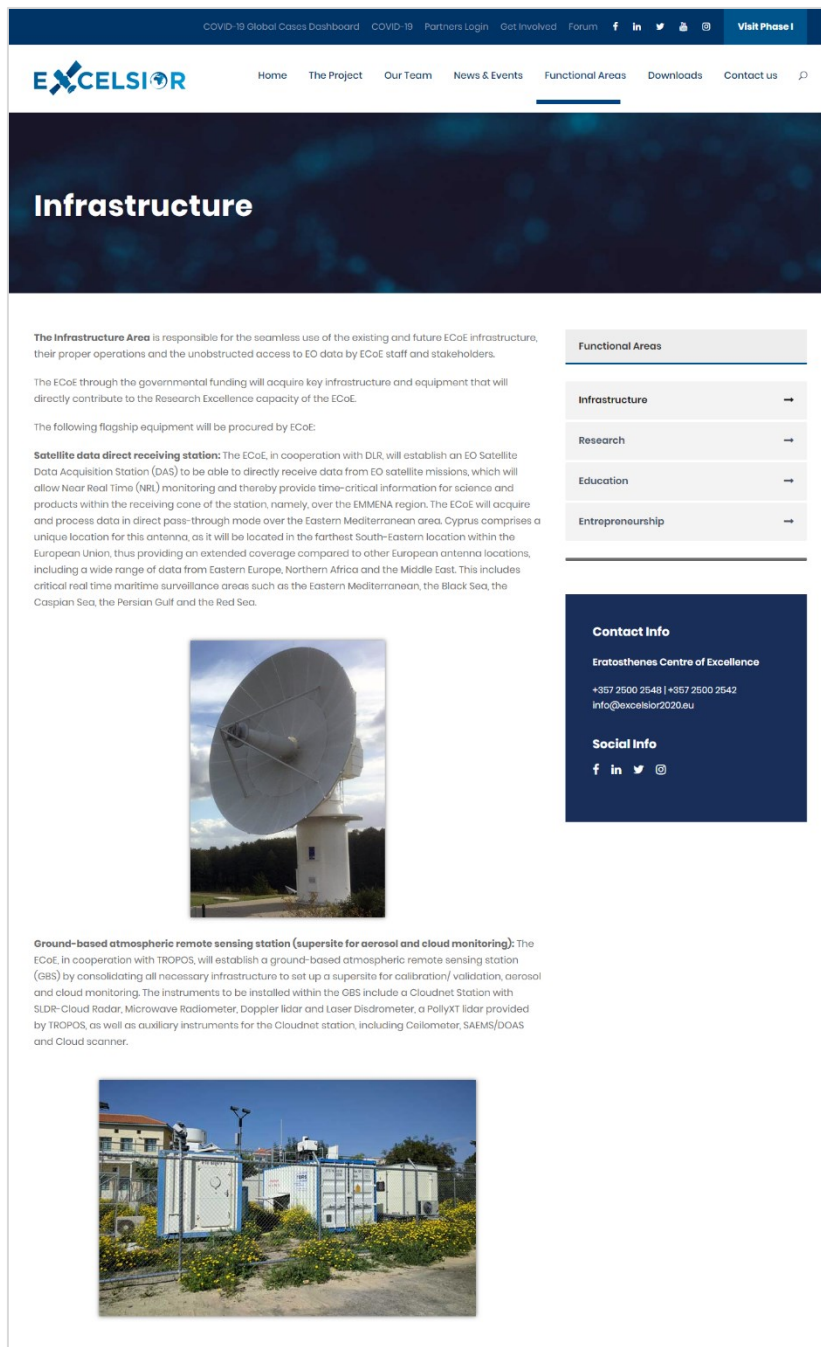 COVID-19 Global Cases Dashboard COVID-19 Partners Login Get Involved Forum Visit Phase I
EXCELSIOR
Home The Project Our Team News & Events Functional Areas Downloads Contact us
Infrastructure
The Infrastructure Area is responsible for the seamless use of the existing and future ECoE infrastructure,
their proper operations and the unobstructed access to EO data by ECoE staff and stakeholders.
The ECoE through the governmental funding will acquire key infrastructure and equipment that will
directly contribute to the Research Excellence capacity of the ECoE.
The following flagship equipment will be procured by ECoE:
Satellite data direct receiving station: The ECoE, in cooperation with DLR, will establish an EO Satellite
Data Acquisition Station (DAS) to be able to directly receive data from EO satellite missions, which will
allow Near Real Time (NRL) monitoring and thereby provide time-critical information for science and
products within the receiving cone of the station, namely, over the EMMENA region. The ECoE will acquire
and process data in direct pass-through mode over the Eastern Mediterranean area. Cyprus comprises a
unique location for this antenna, as it will be located in the farthest South-Eastern location within the
European Union, thus providing an extended coverage compared to other European antenna locations,
including a wide range of data from Eastern Europe, Northern Africa and the Middle East. This includes
critical real time maritime surveillance areas such as the Eastern Mediterranean, the Black Sea, the
Caspian Sea, the Persian Gulf and the Red Sea.
Ground-based atmospheric remote sensing station (supersite for aerosol and cloud monitoring): The
ECoE, in cooperation with TROPOS, will establish a ground-based atmospheric remote sensing station
(GBS) by consolidating all necessary infrastructure to set up a supersite for calibration/ validation, aerosol
and cloud monitoring. The instruments to be installed within the GBS include a Cloudnet Station with
SLDR-Cloud Radar, Microwave Radiometer, Doppler lidar and Laser Disdrometer, a PollyXT lidar provided
by TROPOS, as well as auxiliary instruments for the Cloudnet station, including Ceilometer, SAEMS/DOAS
and Cloud scanner.
Functional Areas
Infrastructure
Research
Education
Entrepreneurship
Contact Info
Eratosthenes Centre of Excellence
+357 2500 2548 | +357 2500 2542
info@excelsior2020.eu
Social Info